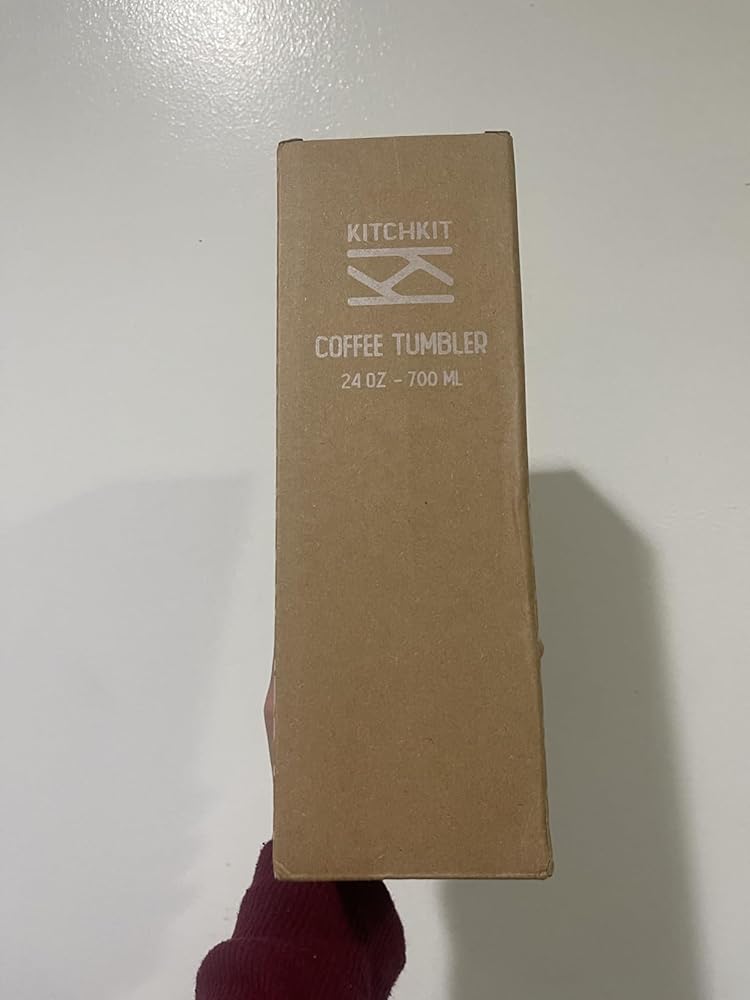 KITCHKIT
COFFEE TUMBLER
24 OZ - 700 ML